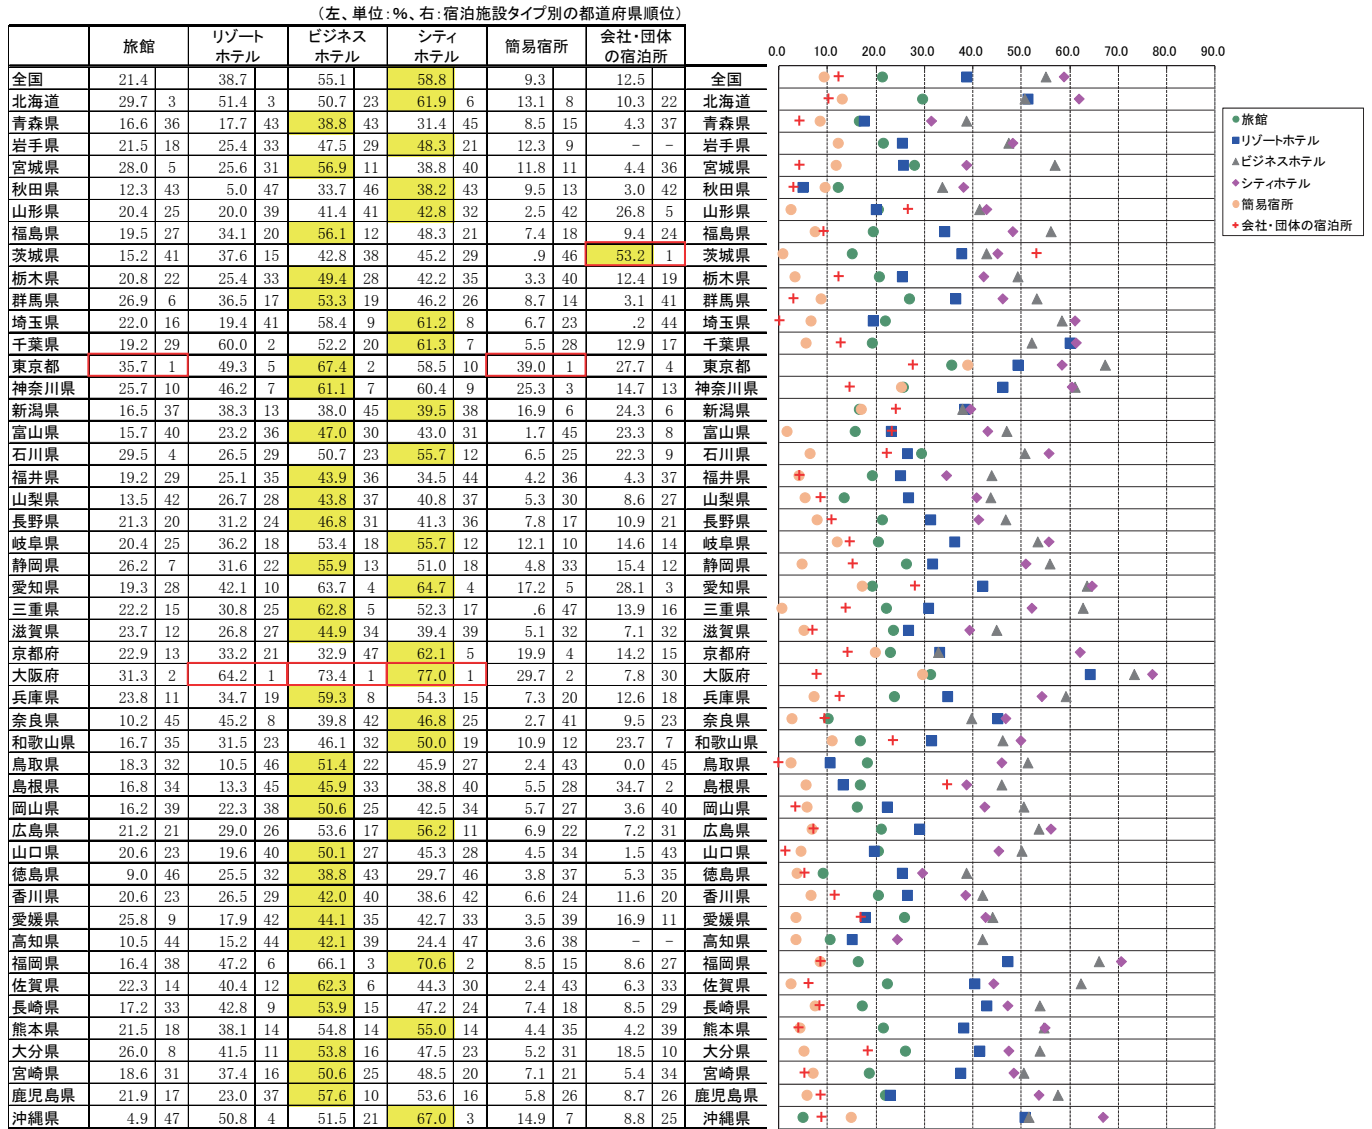 (左、単位:%、右:宿泊施設タイプ別の都道府県順位)
旅館 リゾートホテル ビジネスホテル シティホテル 簡易宿所 会社・団体の宿泊所
0.0 10.0 20.0 30.0 40.0 50.0 60.0 70.0 80.0 90.0
全国 21.4 38.7 55.1 58.8 9.3 12.5 全国
北海道 29.7 3 51.4 3 50.7 23 61.9 6 13.1 8 10.3 22 北海道
青森県 16.6 36 17.7 43 38.8 43 31.4 45 8.5 15 4.3 37 青森県
岩手県 21.5 18 25.4 33 47.5 29 48.3 21 12.3 9 － － 岩手県
宮城県 28.0 5 25.6 31 56.9 11 38.8 40 11.8 11 4.4 36 宮城県
秋田県 12.3 43 5.0 47 33.7 46 38.2 43 9.5 13 3.0 42 秋田県
山形県 20.4 25 20.0 39 41.4 41 42.8 32 2.5 42 26.8 5 山形県
福島県 19.5 27 34.1 20 56.1 12 48.3 21 7.4 18 9.4 24 福島県
茨城県 15.2 41 37.6 15 42.8 38 45.2 29 .9 46 53.2 1 茨城県
栃木県 20.8 22 25.4 33 49.4 28 42.2 35 3.3 40 12.4 19 栃木県
群馬県 26.9 6 36.5 17 53.3 19 46.2 26 8.7 14 3.1 41 群馬県
埼玉県 22.0 16 19.4 41 58.4 9 61.2 8 6.7 23 .2 44 埼玉県
千葉県 19.2 29 60.0 2 52.2 20 61.3 7 5.5 28 12.9 17 千葉県
東京都 35.7 1 49.3 5 67.4 2 58.5 10 39.0 1 27.7 4 東京都
神奈川県 25.7 10 46.2 7 61.1 7 60.4 9 25.3 3 14.7 13 神奈川県
新潟県 16.5 37 38.3 13 38.0 45 39.5 38 16.9 6 24.3 6 新潟県
富山県 15.7 40 23.2 36 47.0 30 43.0 31 1.7 45 23.3 8 富山県
石川県 29.5 4 26.5 29 50.7 23 55.7 12 6.5 25 22.3 9 石川県
福井県 19.2 29 25.1 35 43.9 36 34.5 44 4.2 36 4.3 37 福井県
山梨県 13.5 42 26.7 28 43.8 37 40.8 37 5.3 30 8.6 27 山梨県
長野県 21.3 20 31.2 24 46.8 31 41.3 36 7.8 17 10.9 21 長野県
岐阜県 20.4 25 36.2 18 53.4 18 55.7 12 12.1 10 14.6 14 岐阜県
静岡県 26.2 7 31.6 22 55.9 13 51.0 18 4.8 33 15.4 12 静岡県
愛知県 19.3 28 42.1 10 63.7 4 64.7 4 17.2 5 28.1 3 愛知県
三重県 22.2 15 30.8 25 62.8 5 52.3 17 .6 47 13.9 16 三重県
滋賀県 23.7 12 26.8 27 44.9 34 39.4 39 5.1 32 7.1 32 滋賀県
京都府 22.9 13 33.2 21 32.9 47 62.1 5 19.9 4 14.2 15 京都府
大阪府 31.3 2 64.2 1 73.4 1 77.0 1 29.7 2 7.8 30 大阪府
兵庫県 23.8 11 34.7 19 59.3 8 54.3 15 7.3 20 12.6 18 兵庫県
奈良県 10.2 45 45.2 8 39.8 42 46.8 25 2.7 41 9.5 23 奈良県
和歌山県 16.7 35 31.5 23 46.1 32 50.0 19 10.9 12 23.7 7 和歌山県
鳥取県 18.3 32 10.5 46 51.4 22 45.9 27 2.4 43 0.0 45 鳥取県
島根県 16.8 34 13.3 45 45.9 33 38.8 40 5.5 28 34.7 2 島根県
岡山県 16.2 39 22.3 38 50.6 25 42.5 34 5.7 27 3.6 40 岡山県
広島県 21.2 21 29.0 26 53.6 17 56.2 11 6.9 22 7.2 31 広島県
山口県 20.6 23 19.6 40 50.1 27 45.3 28 4.5 34 1.5 43 山口県
徳島県 9.0 46 25.5 32 38.8 43 29.7 46 3.8 37 5.3 35 徳島県
香川県 20.6 23 26.5 29 42.0 40 38.6 42 6.6 24 11.6 20 香川県
愛媛県 25.8 9 17.9 42 44.1 35 42.7 33 3.5 39 16.9 11 愛媛県
高知県 10.5 44 15.2 44 42.1 39 24.4 47 3.6 38 － － 高知県
福岡県 16.4 38 47.2 6 66.1 3 70.6 2 8.5 15 8.6 27 福岡県
佐賀県 22.3 14 40.4 12 62.3 6 44.3 30 2.4 43 6.3 33 佐賀県
長崎県 17.2 33 42.8 9 53.9 15 47.2 24 7.4 18 8.5 29 長崎県
熊本県 21.5 18 38.1 14 54.8 14 55.0 14 4.4 35 4.2 39 熊本県
大分県 26.0 8 41.5 11 53.8 16 47.5 23 5.2 31 18.5 10 大分県
宮崎県 18.6 31 37.4 16 50.6 25 48.5 20 7.1 21 5.4 34 宮崎県
鹿児島県 21.9 17 23.0 37 57.6 10 53.6 16 5.8 26 8.7 26 鹿児島県
沖縄県 4.9 47 50.8 4 51.5 21 67.0 3 14.9 7 8.8 25 沖縄県
旅館
リゾートホテル
ビジネスホテル
シティホテル
簡易宿所
会社・団体の宿泊所